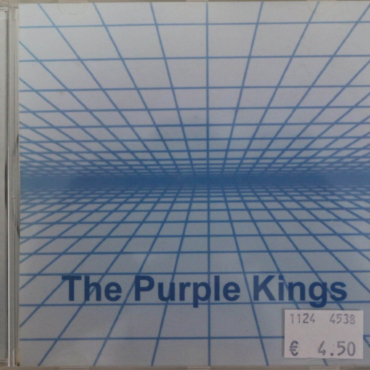 The Purple Kings
1124 4538
€ 4.50